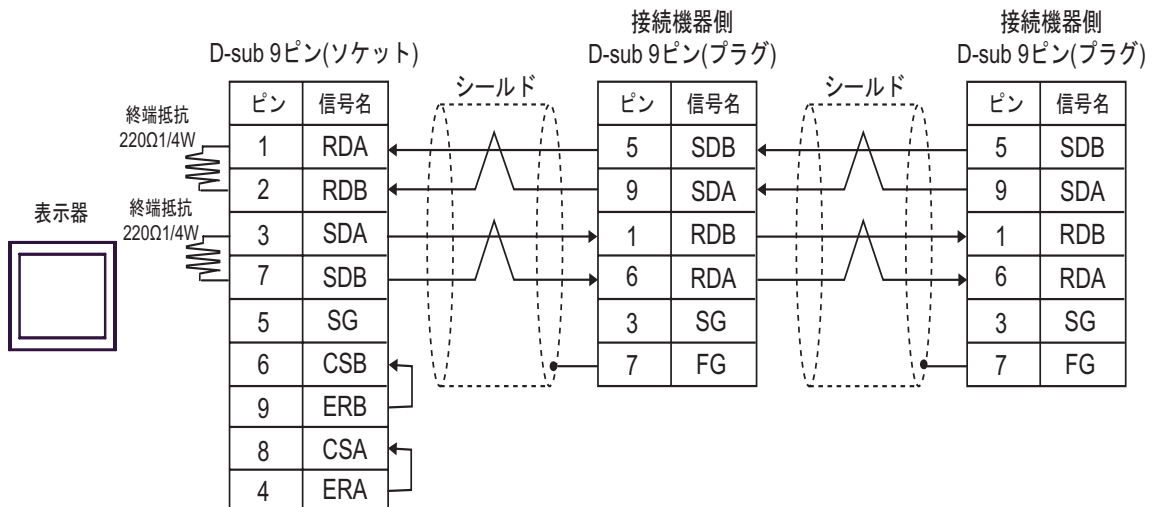 接続機器側
接続機器側
D-sub 9ピン(ソケット)
D-sub 9ピン(プラグ)
D-sub 9ピン(プラグ)
シールド
シールド
終端抵抗
220Ω1/4W
終端抵抗
220Ω1/4W
表示器
ピン 信号名
1 RDA
2 RDB
3 SDA
7 SDB
5 SG
6 CSB
9 ERB
8 CSA
4 ERA
ピン 信号名
5 SDB
9 SDA
1 RDB
6 RDA
3 SG
7 FG
ピン 信号名
5 SDB
9 SDA
1 RDB
6 RDA
3 SG
7 FG